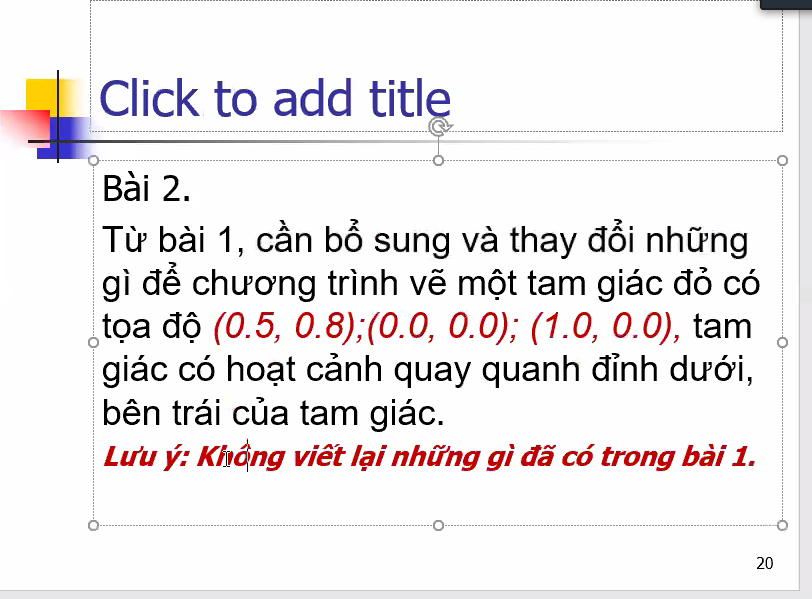 Click to add title
Bài 2.
Từ bài 1, cần bổ sung và thay đổi những
gì để chương trình vẽ một tam giác đỏ có
tọa độ (0.5, 0.8);(0.0, 0.0); (1.0, 0.0), tam
giác có hoạt cảnh quay quanh đỉnh dưới,
bên trái của tam giác.
Lưu ý: Không viết lại những gì đã có trong bài 1.
20